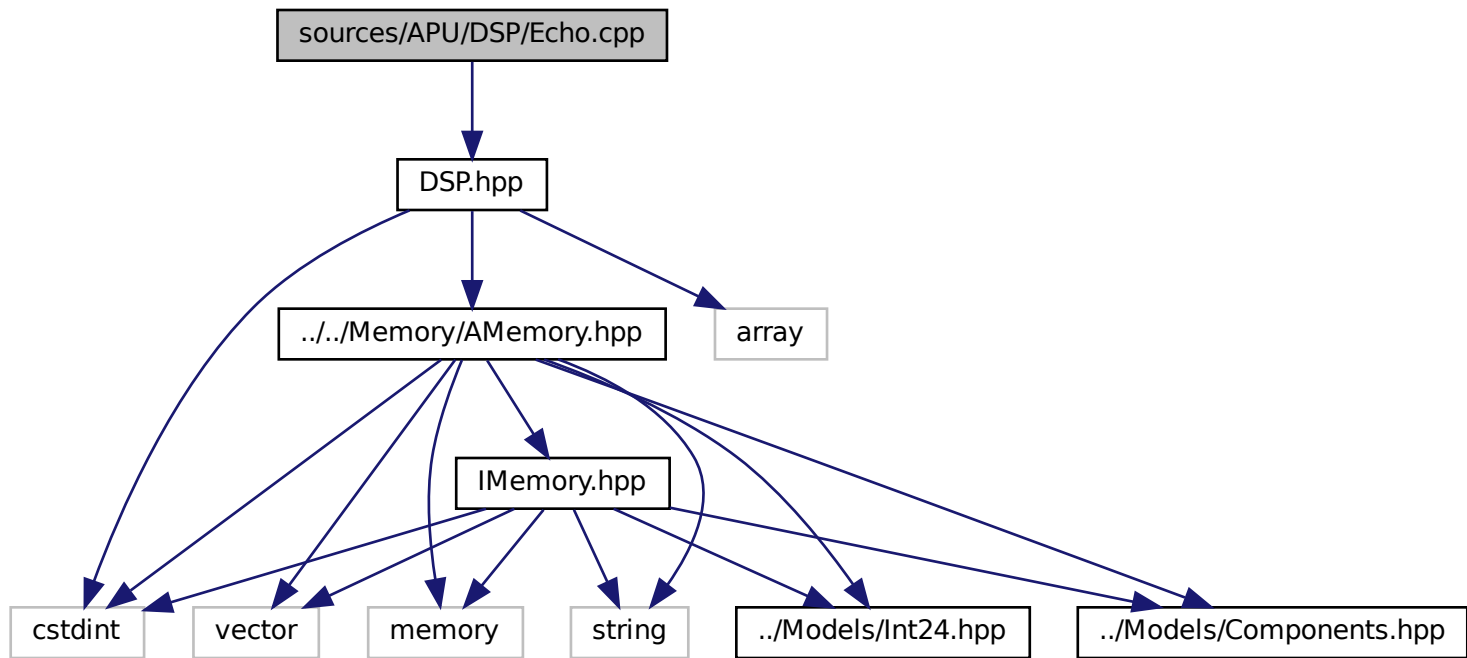 sources/APU/DSP/Echo.cpp
DSP.hpp
../../Memory/AMemory.hpp
array
IMemory.hpp
cstdint
vector
memory
string
../Models/Int24.hpp
../Models/Components.hpp